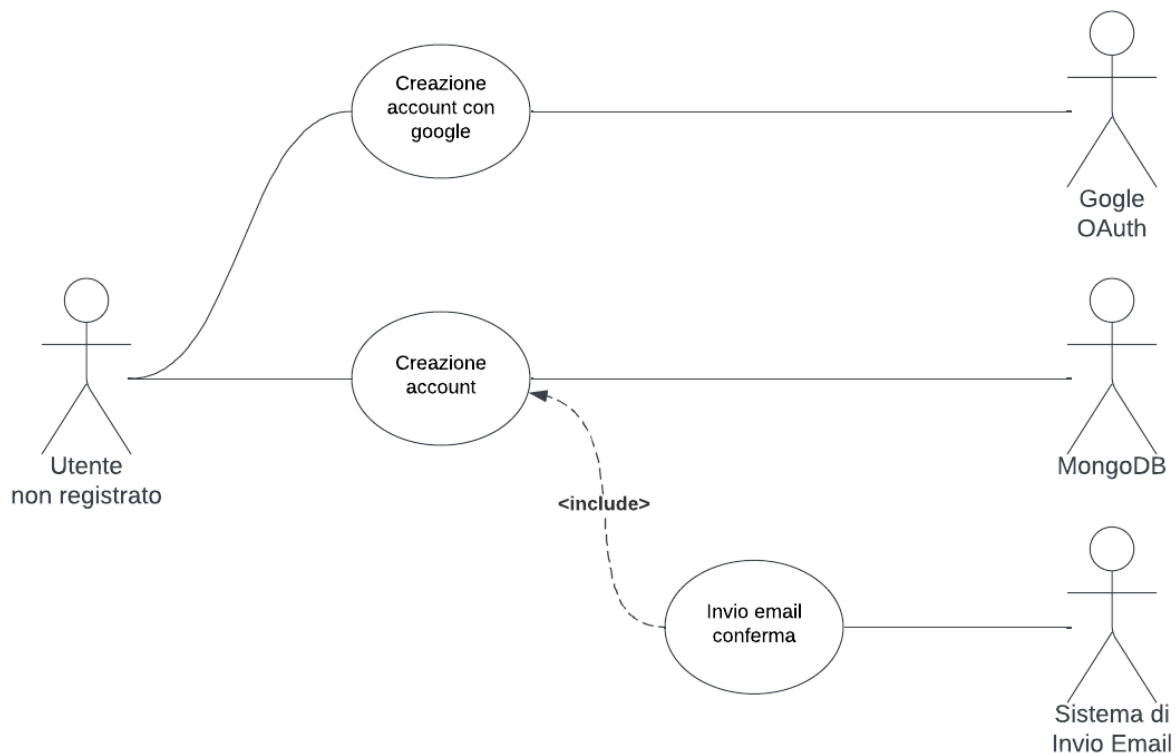 Creazione
account con
google
Gogle
OAuth
Creazione
account
Utente
non registrato
MongoDB
<include>
Invio email
conferma
Sistema di
Invio Email